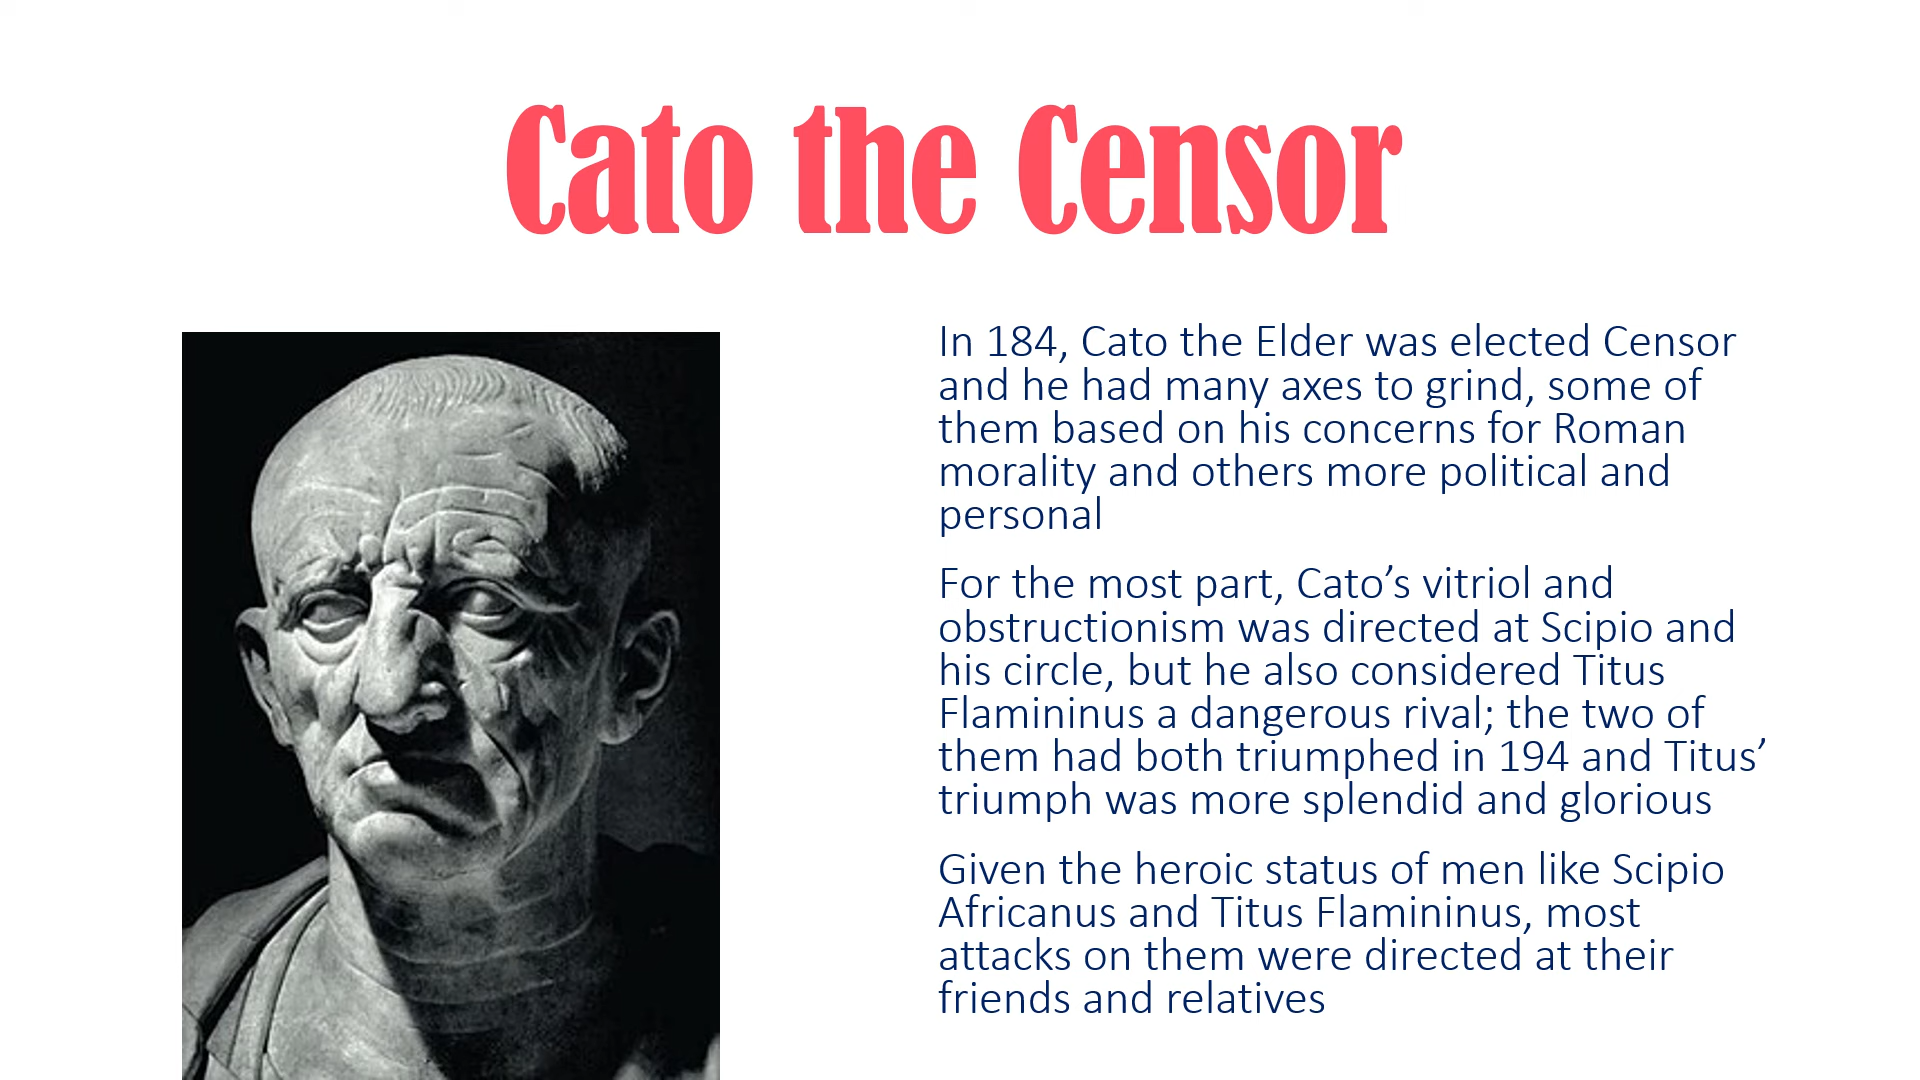 Cato the Censor
In 184, Cato the Elder was elected Censor
and he had many axes to grind, some of
them based on his concerns for Roman
morality and others more political and
personal
For the most part, Cato’s vitriol and
obstructionism was directed at Scipio and
his circle, but he also considered Titus
Flamininus a dangerous rival; the two of
them had both triumphed in 194 and Titus’
triumph was more splendid and glorious
Given the heroic status of men like Scipio
Africanus and Titus Flamininus, most
attacks on them were directed at their
friends and relatives